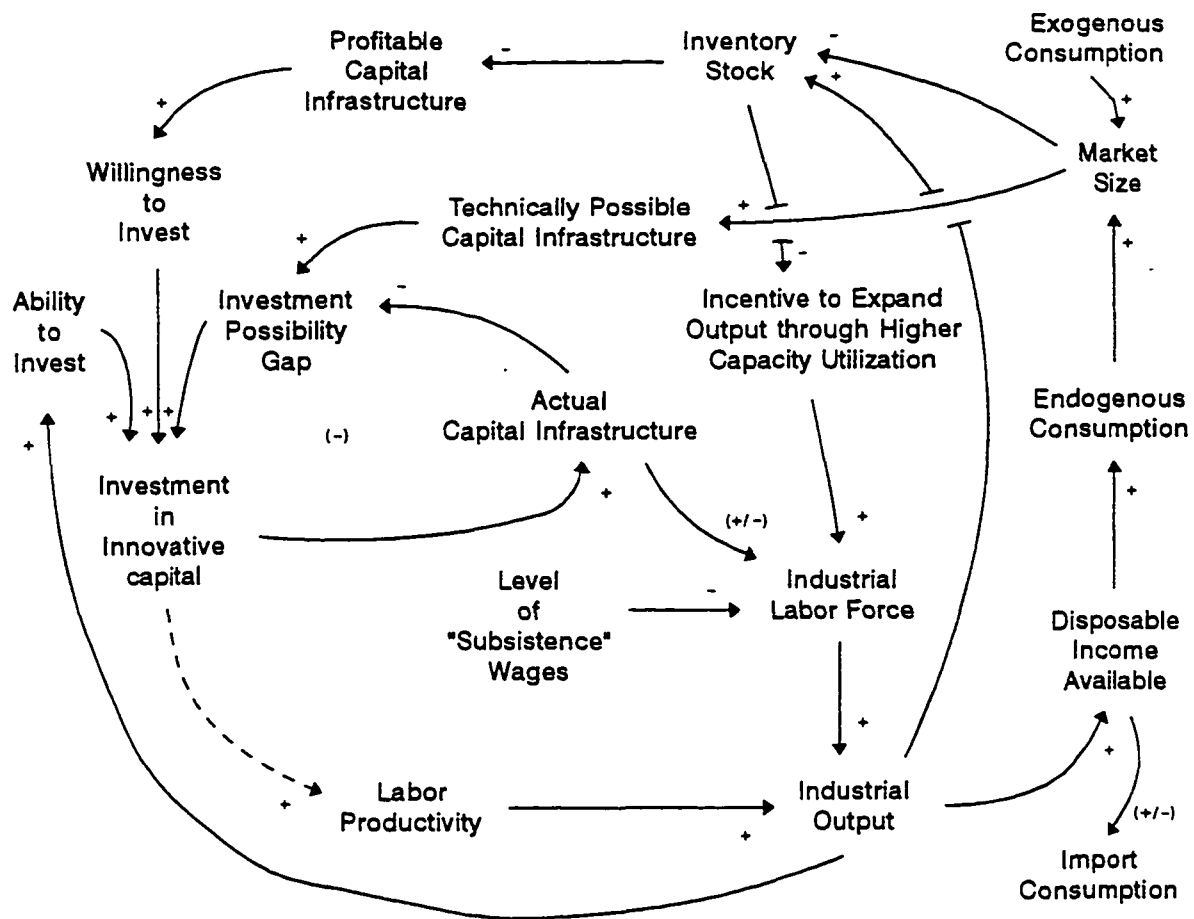 Exogenous
Consumption
Profitable
Capital
Infrastructure
-
Inventory
Stock
-
+
+
+
Market
Size
Willingness
to
Invest
Technically Possible
Capital Infrastructure
+
+
-
+
Ability
to
Invest
Investment
Possibility
Gap
-
Incentive to Expand
Output through Higher
Capacity Utilization
Actual
Capital Infrastructure
Endogenous
Consumption
+
+
+
+
(-)
Investment
in
Innovative
capital
+
+
(+/-)
+
Level
of
"Subsistence"
Wages
-
Industrial
Labor Force
Disposable
Income
Available
+
+
+
Labor
Productivity
+
Industrial
Output
(+/-)
Import
Consumption